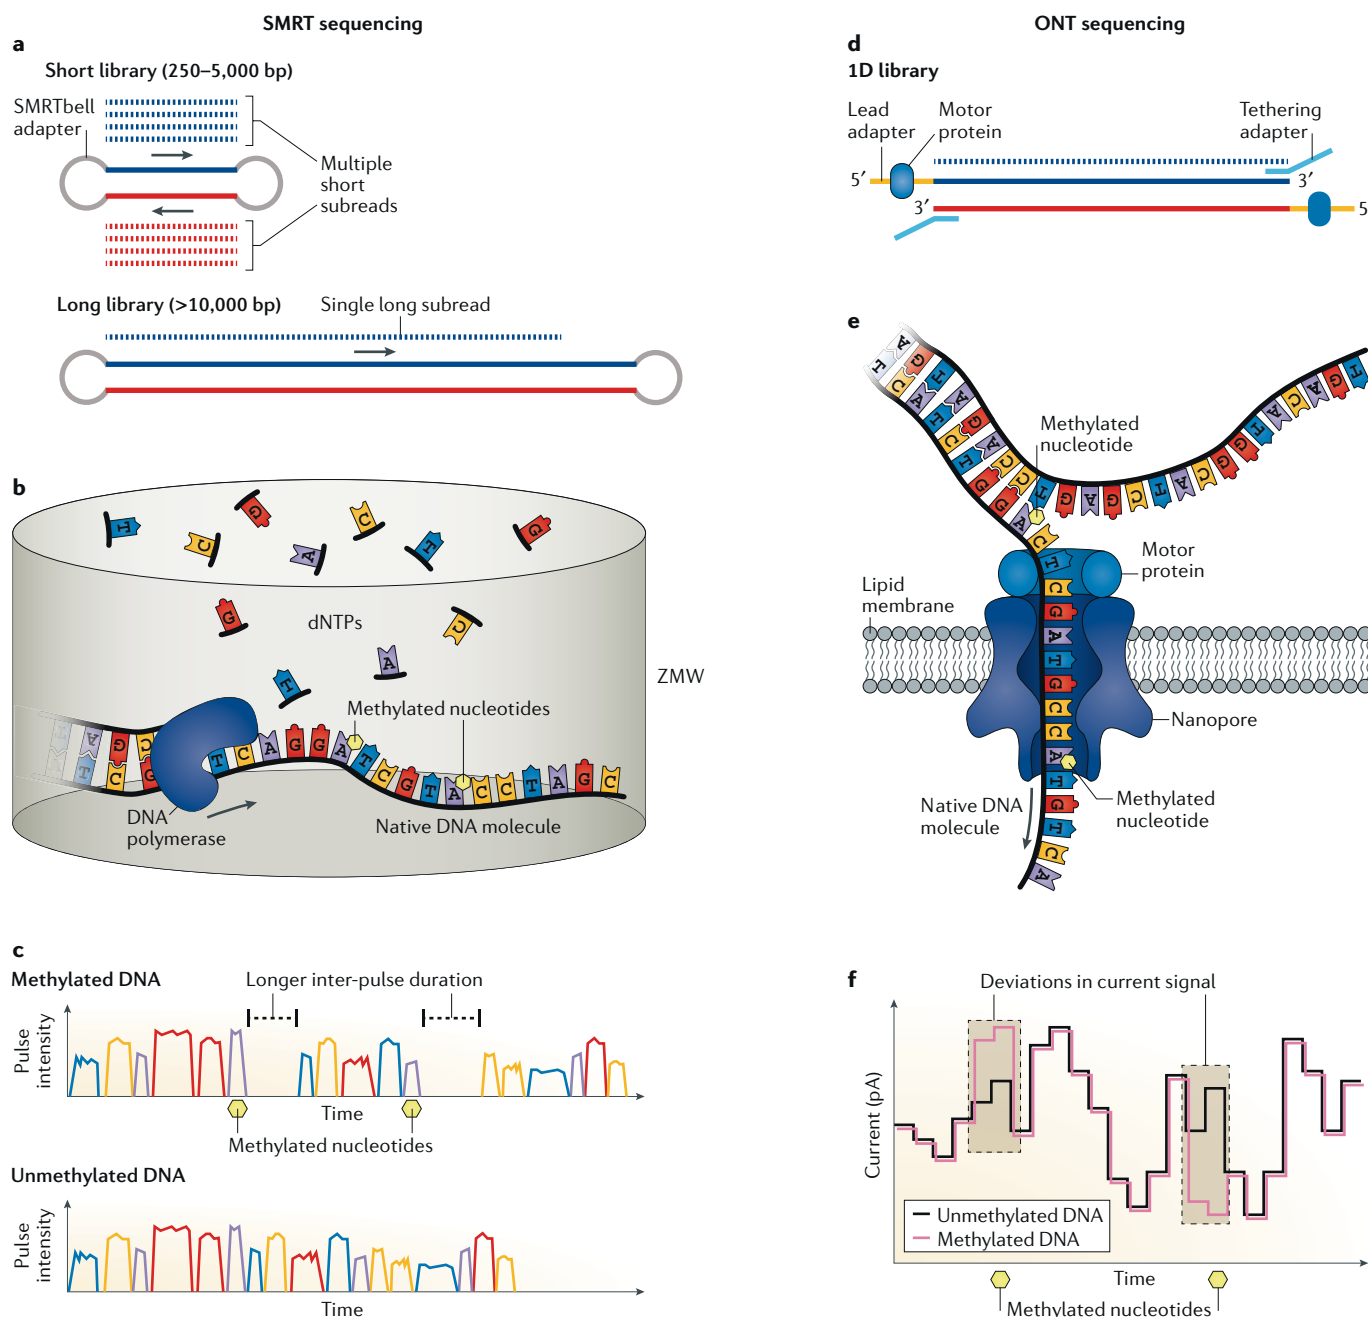 SMRT sequencing
a
Short library (250–5,000 bp)
SMRTbell
adapter
Multiple
short
subreads
Long library (>10,000 bp)
Single long subread
b
T
G
C
C
A
T
G
G
dNTPs
C
A
T
ZMW
Methylated nucleotides
T A G C
T C A G G A T C G T A C C T A G C
T C G
DNA
polymerase
Native DNA molecule
c
Methylated DNA
Longer inter-pulse duration
Pulse
intensity
Time
Methylated nucleotides
Unmethylated DNA
Pulse
intensity
Time
ONT sequencing
d
1D library
Lead
adapter
Motor
protein
Tethering
adapter
5′
3′
3′
5
e
A G T A G A C C T G A G C T A C G G T A C A G T
T C A T C T G G A C T C G A T G C C A T G T C A
Methylated
nucleotide
Motor
protein
Lipid
membrane
Nanopore
Native DNA
molecule
Methylated
nucleotide
f
Deviations in current signal
Current (pA)
Unmethylated DNA
Methylated DNA
Time
Methylated nucleotides